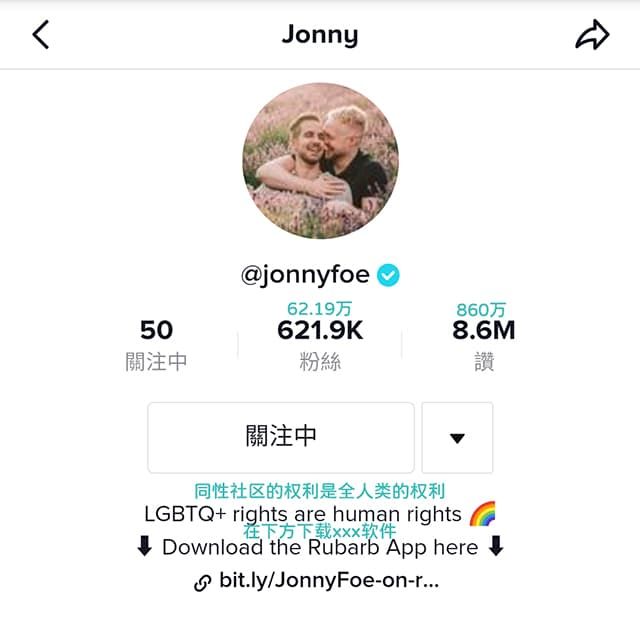 Jonny
@jonnyfoe
62.19万
860万
50
621.9K
8.6M
關注中
粉絲
讚
關注中
同性社区的权利是全人类的权利
LGBTQ+ rights are human rights 🌈
在下方下载xxx软件
⬇ Download the Rubarb App here ⬇
bit.ly/JonnyFoe-on-r...